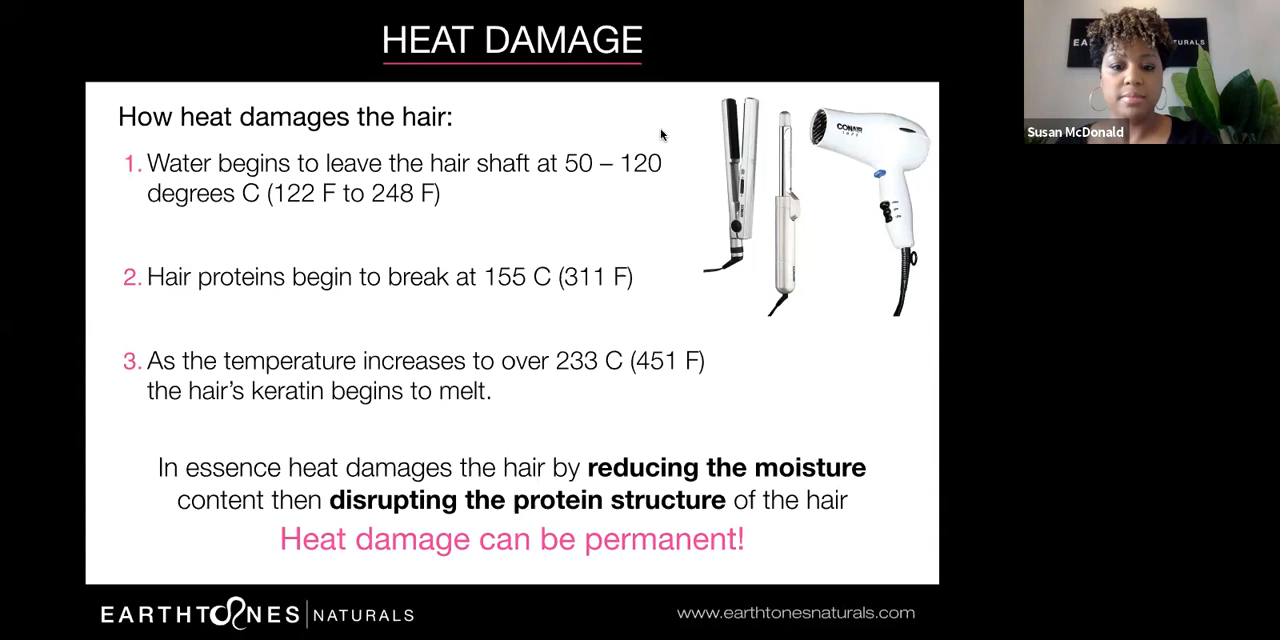 HEAT DAMAGE
How heat damages the hair:
1. Water begins to leave the hair shaft at 50 – 120
degrees C (122 F to 248 F)
2. Hair proteins begin to break at 155 C (311 F)
3. As the temperature increases to over 233 C (451 F)
the hair's keratin begins to melt.
In essence heat damages the hair by reducing the moisture
content then disrupting the protein structure of the hair
Heat damage can be permanent!
CONAIR
EARTHTONES | NATURALS
www.earthtonesnaturals.com
EAR
URALS
Susan McDonald